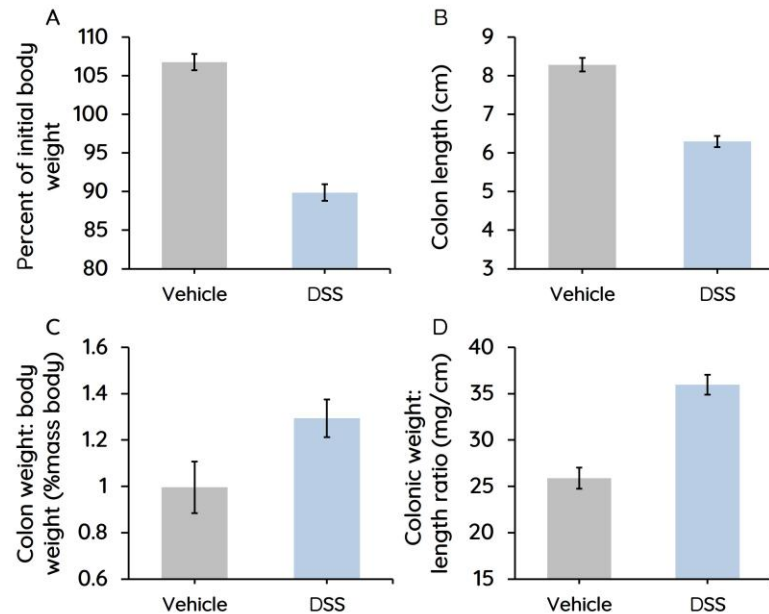 A
110
105
100
95
90
85
80
Percent of initial body
weight
Vehicle
DSS
B
9
8
7
6
5
4
3
Colon length (cm)
Vehicle
DSS
C
1.6
1.4
1.2
1
0.8
0.6
Colon weight: body
weight (%mass body)
Vehicle
DSS
D
40
35
30
25
20
15
Colonic weight:
length ratio (mg/cm)
Vehicle
DSS